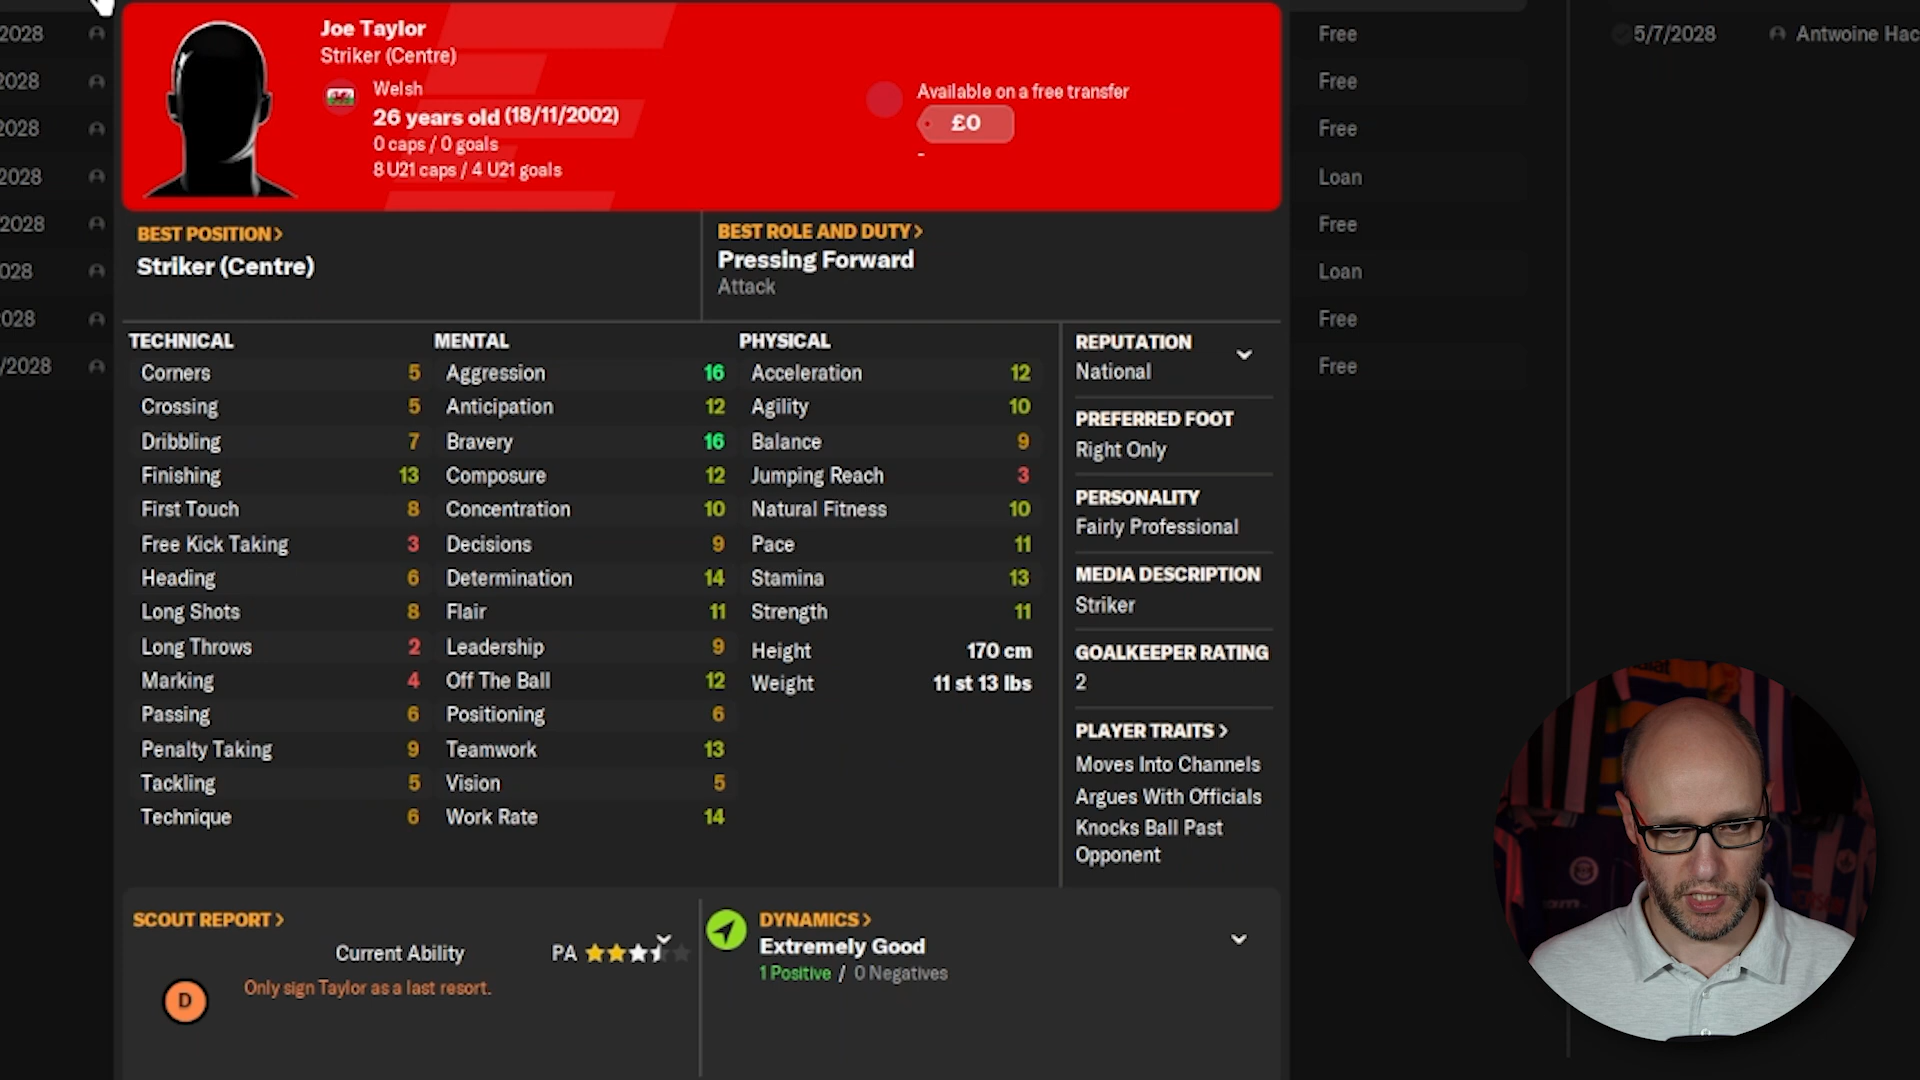 Joe Taylor
Striker (Centre)
Welsh
26 years old (18/11/2002)
0 caps / 0 goals
8 U21 caps / 4 U21 goals
Available on a free transfer
£0
-
BEST POSITION >
Striker (Centre)
BEST ROLE AND DUTY >
Pressing Forward
Attack
TECHNICAL
Corners 5
Crossing 5
Dribbling 7
Finishing 13
First Touch 8
Free Kick Taking 3
Heading 6
Long Shots 8
Long Throws 2
Marking 4
Passing 6
Penalty Taking 9
Tackling 5
Technique 6
MENTAL
Aggression 16
Anticipation 12
Bravery 16
Composure 12
Concentration 10
Decisions 9
Determination 14
Flair 11
Leadership 9
Off The Ball 12
Positioning 6
Teamwork 13
Vision 5
Work Rate 14
PHYSICAL
Acceleration 12
Agility 10
Balance 9
Jumping Reach 3
Natural Fitness 10
Pace 11
Stamina 13
Strength 11
Height 170 cm
Weight 11 st 13 lbs
REPUTATION
National
PREFERRED FOOT
Right Only
PERSONALITY
Fairly Professional
MEDIA DESCRIPTION
Striker
GOALKEEPER RATING
2
PLAYER TRAITS >
Moves Into Channels
Argues With Officials
Knocks Ball Past
Opponent
SCOUT REPORT >
Current Ability PA
D
Only sign Taylor as a last resort.
DYNAMICS >
Extremely Good
1 Positive / 0 Negatives
2028
2028
2028
2028
2028
028
028
/2028
Free
Free
Free
Loan
Free
Loan
Free
Free
5/7/2028 Antwoine Hac